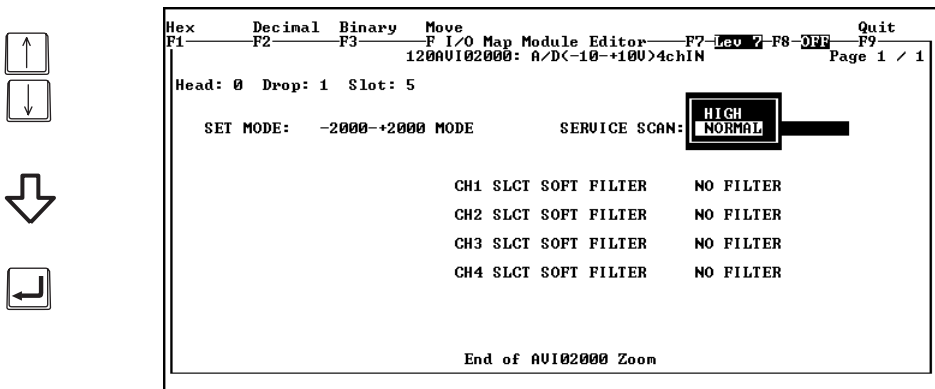 Hex Decimal Binary Move Quit
F1 F2 F3 F I/O Map Module Editor F7-Lev ?-F8-OFF F9
120AVI02000: A/D(-10-+10V)4chIN Page 1 / 1
Head: 0 Drop: 1 Slot: 5
HIGH
SET MODE: -2000-+2000 MODE SERVICE SCAN: NORMAL
CH1 SLCT SOFT FILTER NO FILTER
CH2 SLCT SOFT FILTER NO FILTER
CH3 SLCT SOFT FILTER NO FILTER
CH4 SLCT SOFT FILTER NO FILTER
End of AVI02000 Zoom